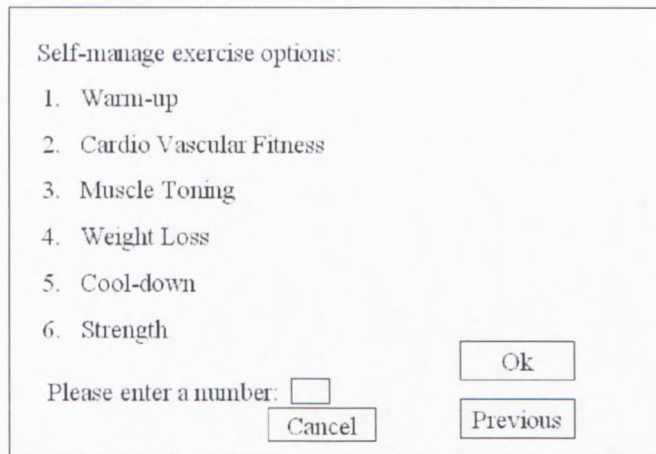 Self-manage exercise options:
1. Warm-up
2. Cardio Vascular Fitness
3. Muscle Toning
4. Weight Loss
5. Cool-down
6. Strength
Ok
Please enter a number:
Cancel
Previous